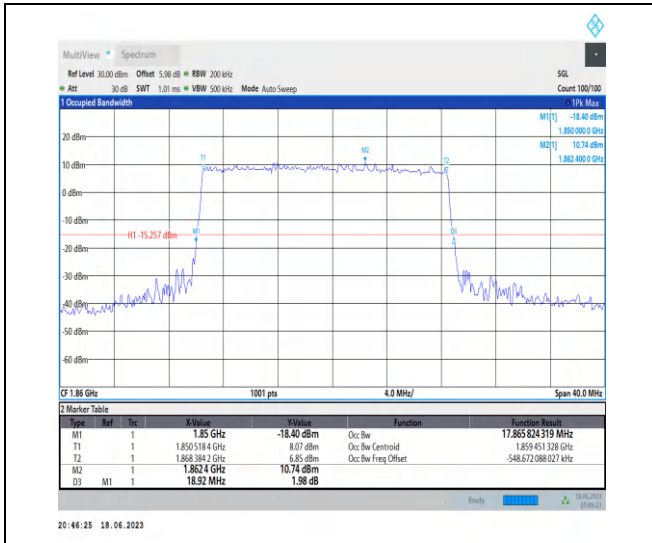 MultiView Spectrum
Ref Level 30.00 dBm Offset 5.98 dB RBW 200 kHz SGL
Att 30 dB SWT 1.01 ms VBW 500 kHz Mode Auto Sweep Count 100/100
1 Occupied Bandwidth 1Pk Max
M1[1] -18.40 dBm
1.850 000 0 GHz
M2[1] 10.74 dBm
1.862 400 0 GHz
20 dBm
M2
T1 T2
10 dBm
0 dBm
-10 dBm
H1 -15.257 dBm M1 D3
-20 dBm
-30 dBm
-40 dBm
-50 dBm
-60 dBm
CF 1.86 GHz 1001 pts 4.0 MHz/ Span 40.0 MHz
2 Marker Table
Type Ref Trc X-Value Y-Value Function Function Result
M1 1 1.85 GHz -18.40 dBm Occ Bw 17.865 824 319 MHz
T1 1 1.850 518 4 GHz 8.07 dBm Occ Bw Centroid 1.859 451 328 GHz
T2 1 1.868 384 2 GHz 6.85 dBm Occ Bw Freq Offset -548.672 088 027 kHz
M2 1 1.862 4 GHz 10.74 dBm
D3 M1 1 18.92 MHz 1.98 dB
Ready 18.06.2023
20:46:25
20:46:25 18.06.2023